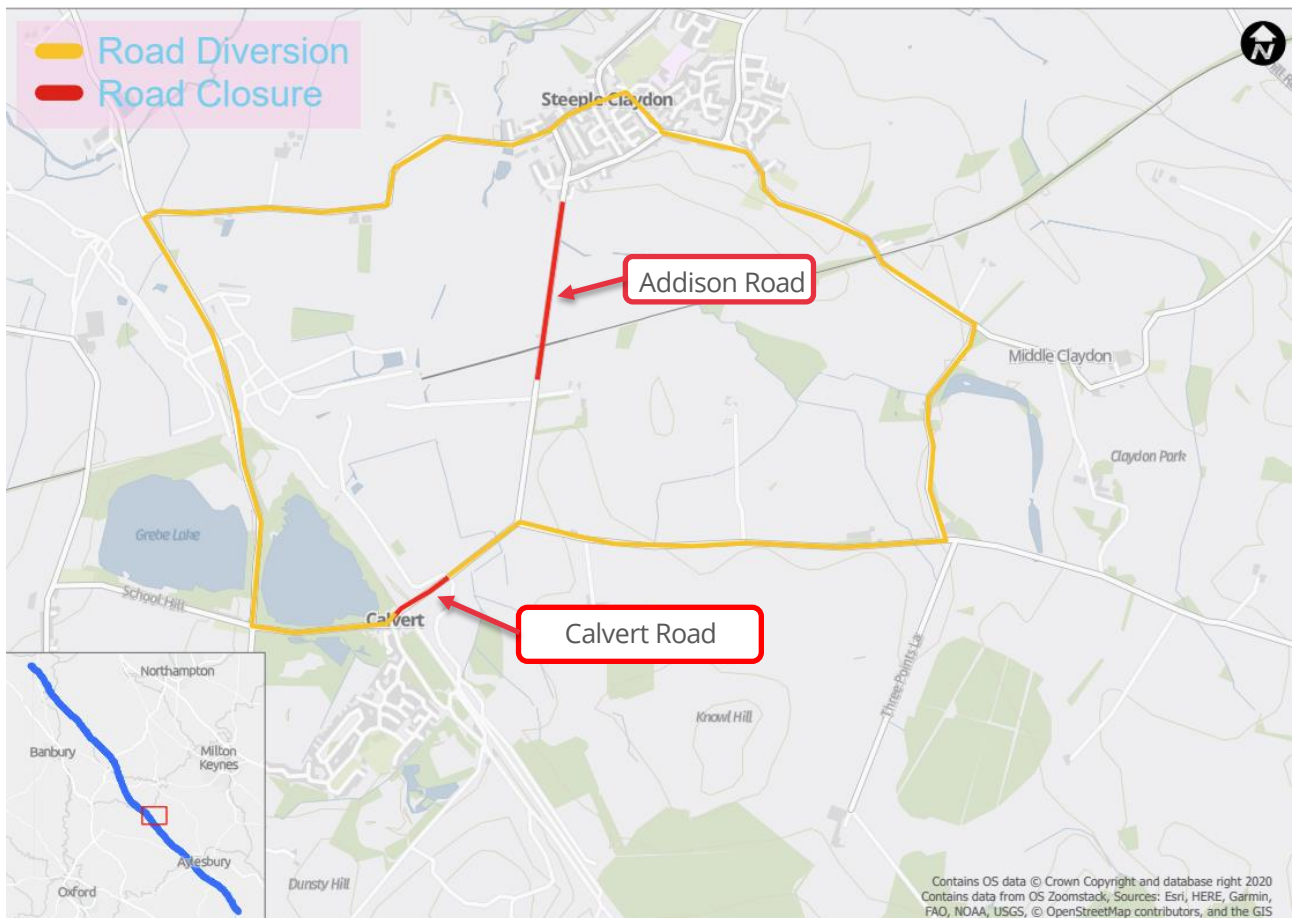 Road Diversion
Road Closure
N
Steeple Claydon
Addison Road
Middle Claydon
Claydon Park
Grebe Lake
School Hill
Calvert
Calvert Road
Three Points La
Knowl Hill
Northampton
Banbury
Milton
Keynes
Aylesbury
Oxford
Dunsty Hill
Contains OS data © Crown Copyright and database right 2020
Contains data from OS Zoomstack, Sources: Esri, HERE, Garmin,
FAO, NOAA, USGS, © OpenStreetMap contributors, and the GIS